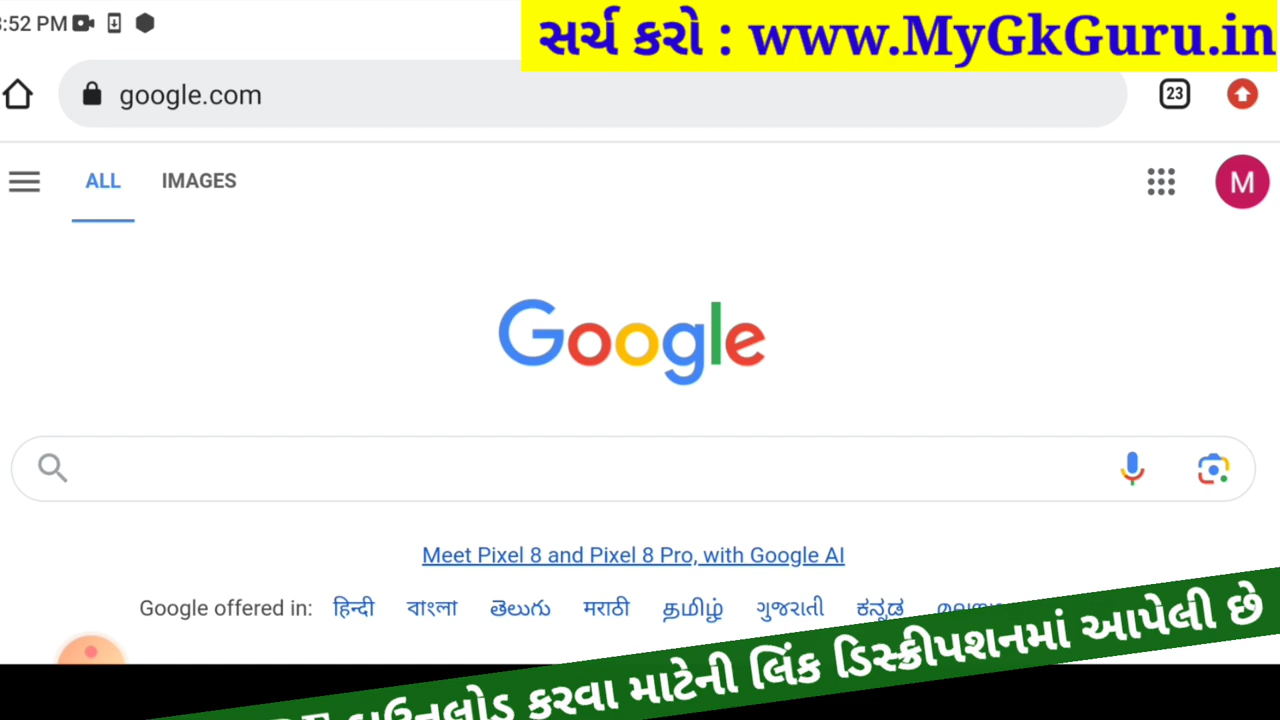 :52 PM
સર્ચ કરો : www.MyGkGuru.in
google.com
23
ALL IMAGES
M
Google
Meet Pixel 8 and Pixel 8 Pro, with Google AI
Google offered in: हिन्दी বাংলা తెలుగు मराठी தமிழ் ગુજરાતી ಕನ್ನಡ
ડાઉનલોડ કરવા માટેની લિંક ડિસ્ક્રીપશનમાં આપેલી છે